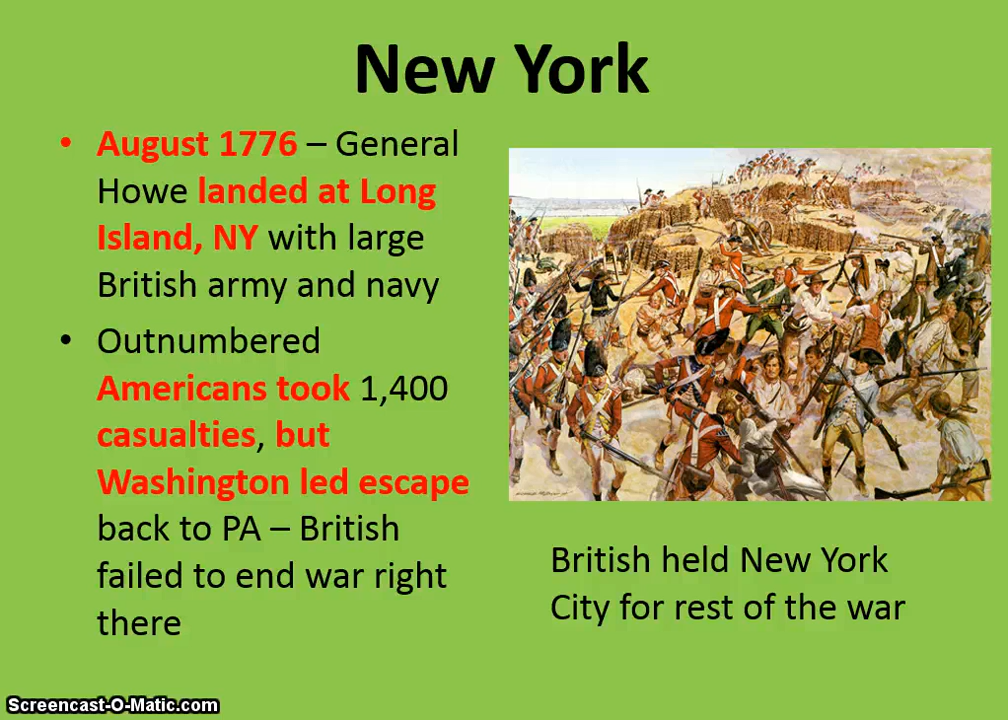 New York
• August 1776 – General
Howe landed at Long
Island, NY with large
British army and navy
• Outnumbered
Americans took 1,400
casualties, but
Washington led escape
back to PA – British
failed to end war right
there
British held New York
City for rest of the war
Screencast-O-Matic.com